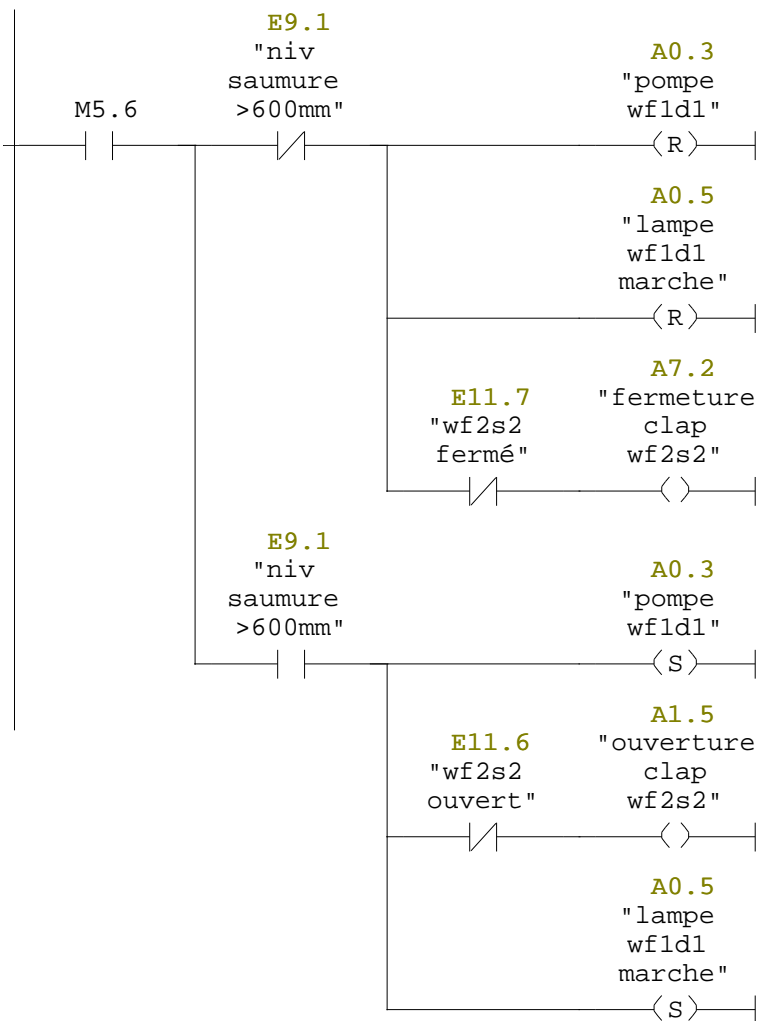 E9.1
"niv
saumure
>600mm"
A0.3
"pompe
wf1d1"
M5.6
R
A0.5
"lampe
wf1d1
marche"
R
E11.7
"wf2s2
fermé"
A7.2
"fermeture
clap
wf2s2"
E9.1
"niv
saumure
>600mm"
A0.3
"pompe
wf1d1"
S
E11.6
"wf2s2
ouvert"
A1.5
"ouverture
clap
wf2s2"
A0.5
"lampe
wf1d1
marche"
S